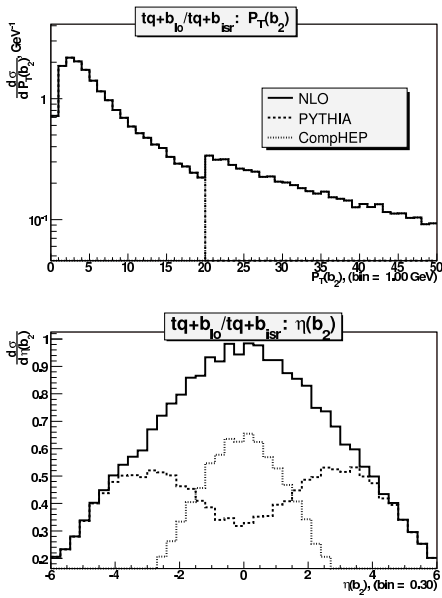 tq+b_lo/tq+b_isr: P_T(b_2)
dσ/dP_T(b_2), GeV^-1
NLO
PYTHIA
CompHEP
1
10^-1
0 5 10 15 20 25 30 35 40 45 50
P_T(b_2), (bin = 1.00 GeV)
tq+b_lo/tq+b_isr: η(b_2)
dσ/dη(b_2)
1
0.9
0.8
0.7
0.6
0.5
0.4
0.3
0.2
-6 -4 -2 0 2 4 6
η(b_2), (bin = 0.30)